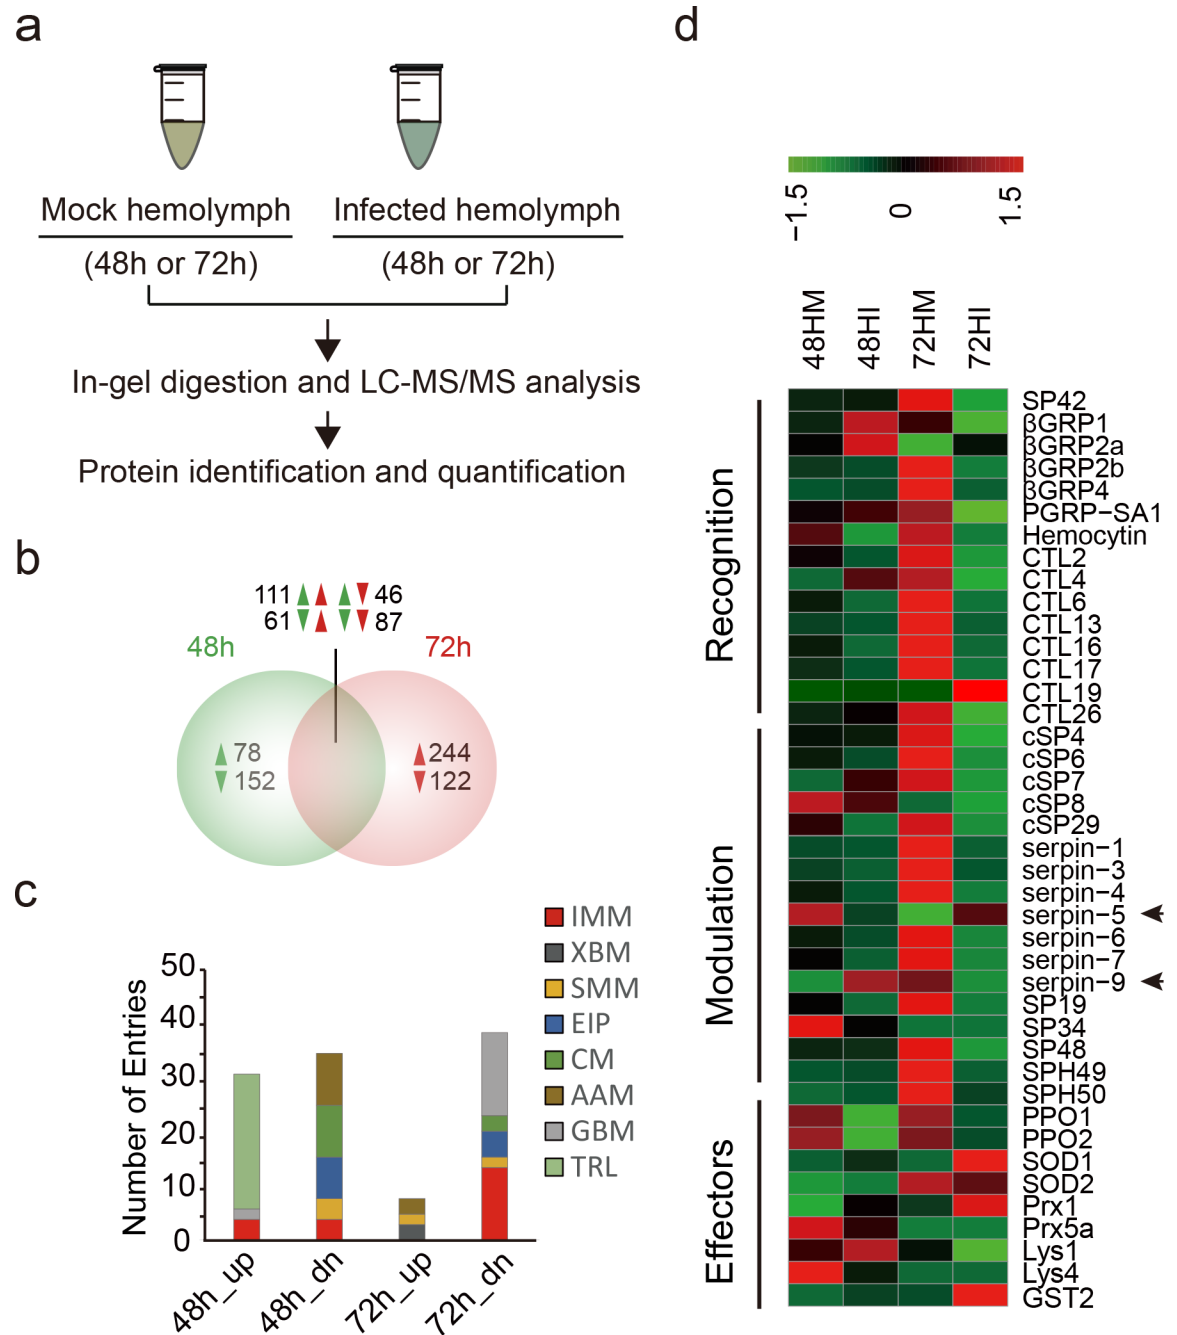 a
Mock hemolymph
Infected hemolymph
(48h or 72h)
(48h or 72h)
In-gel digestion and LC-MS/MS analysis
Protein identification and quantification
b
111 46
61 87
48h
72h
78
152
244
122
c
Number of Entries
50
40
30
20
10
0
48h_up
48h_dn
72h_up
72h_dn
IMM
XBM
SMM
EIP
CM
AAM
GBM
TRL
d
−1.5
0
1.5
48HM
48HI
72HM
72HI
Recognition
SP42
βGRP1
βGRP2a
βGRP2b
βGRP4
PGRP−SA1
Hemocytin
CTL2
CTL4
CTL6
CTL13
CTL16
CTL17
CTL19
CTL26
Modulation
cSP4
cSP6
cSP7
cSP8
cSP29
serpin−1
serpin−3
serpin−4
serpin−5
serpin−6
serpin−7
serpin−9
SP19
SP34
SP48
SPH49
SPH50
Effectors
PPO1
PPO2
SOD1
SOD2
Prx1
Prx5a
Lys1
Lys4
GST2